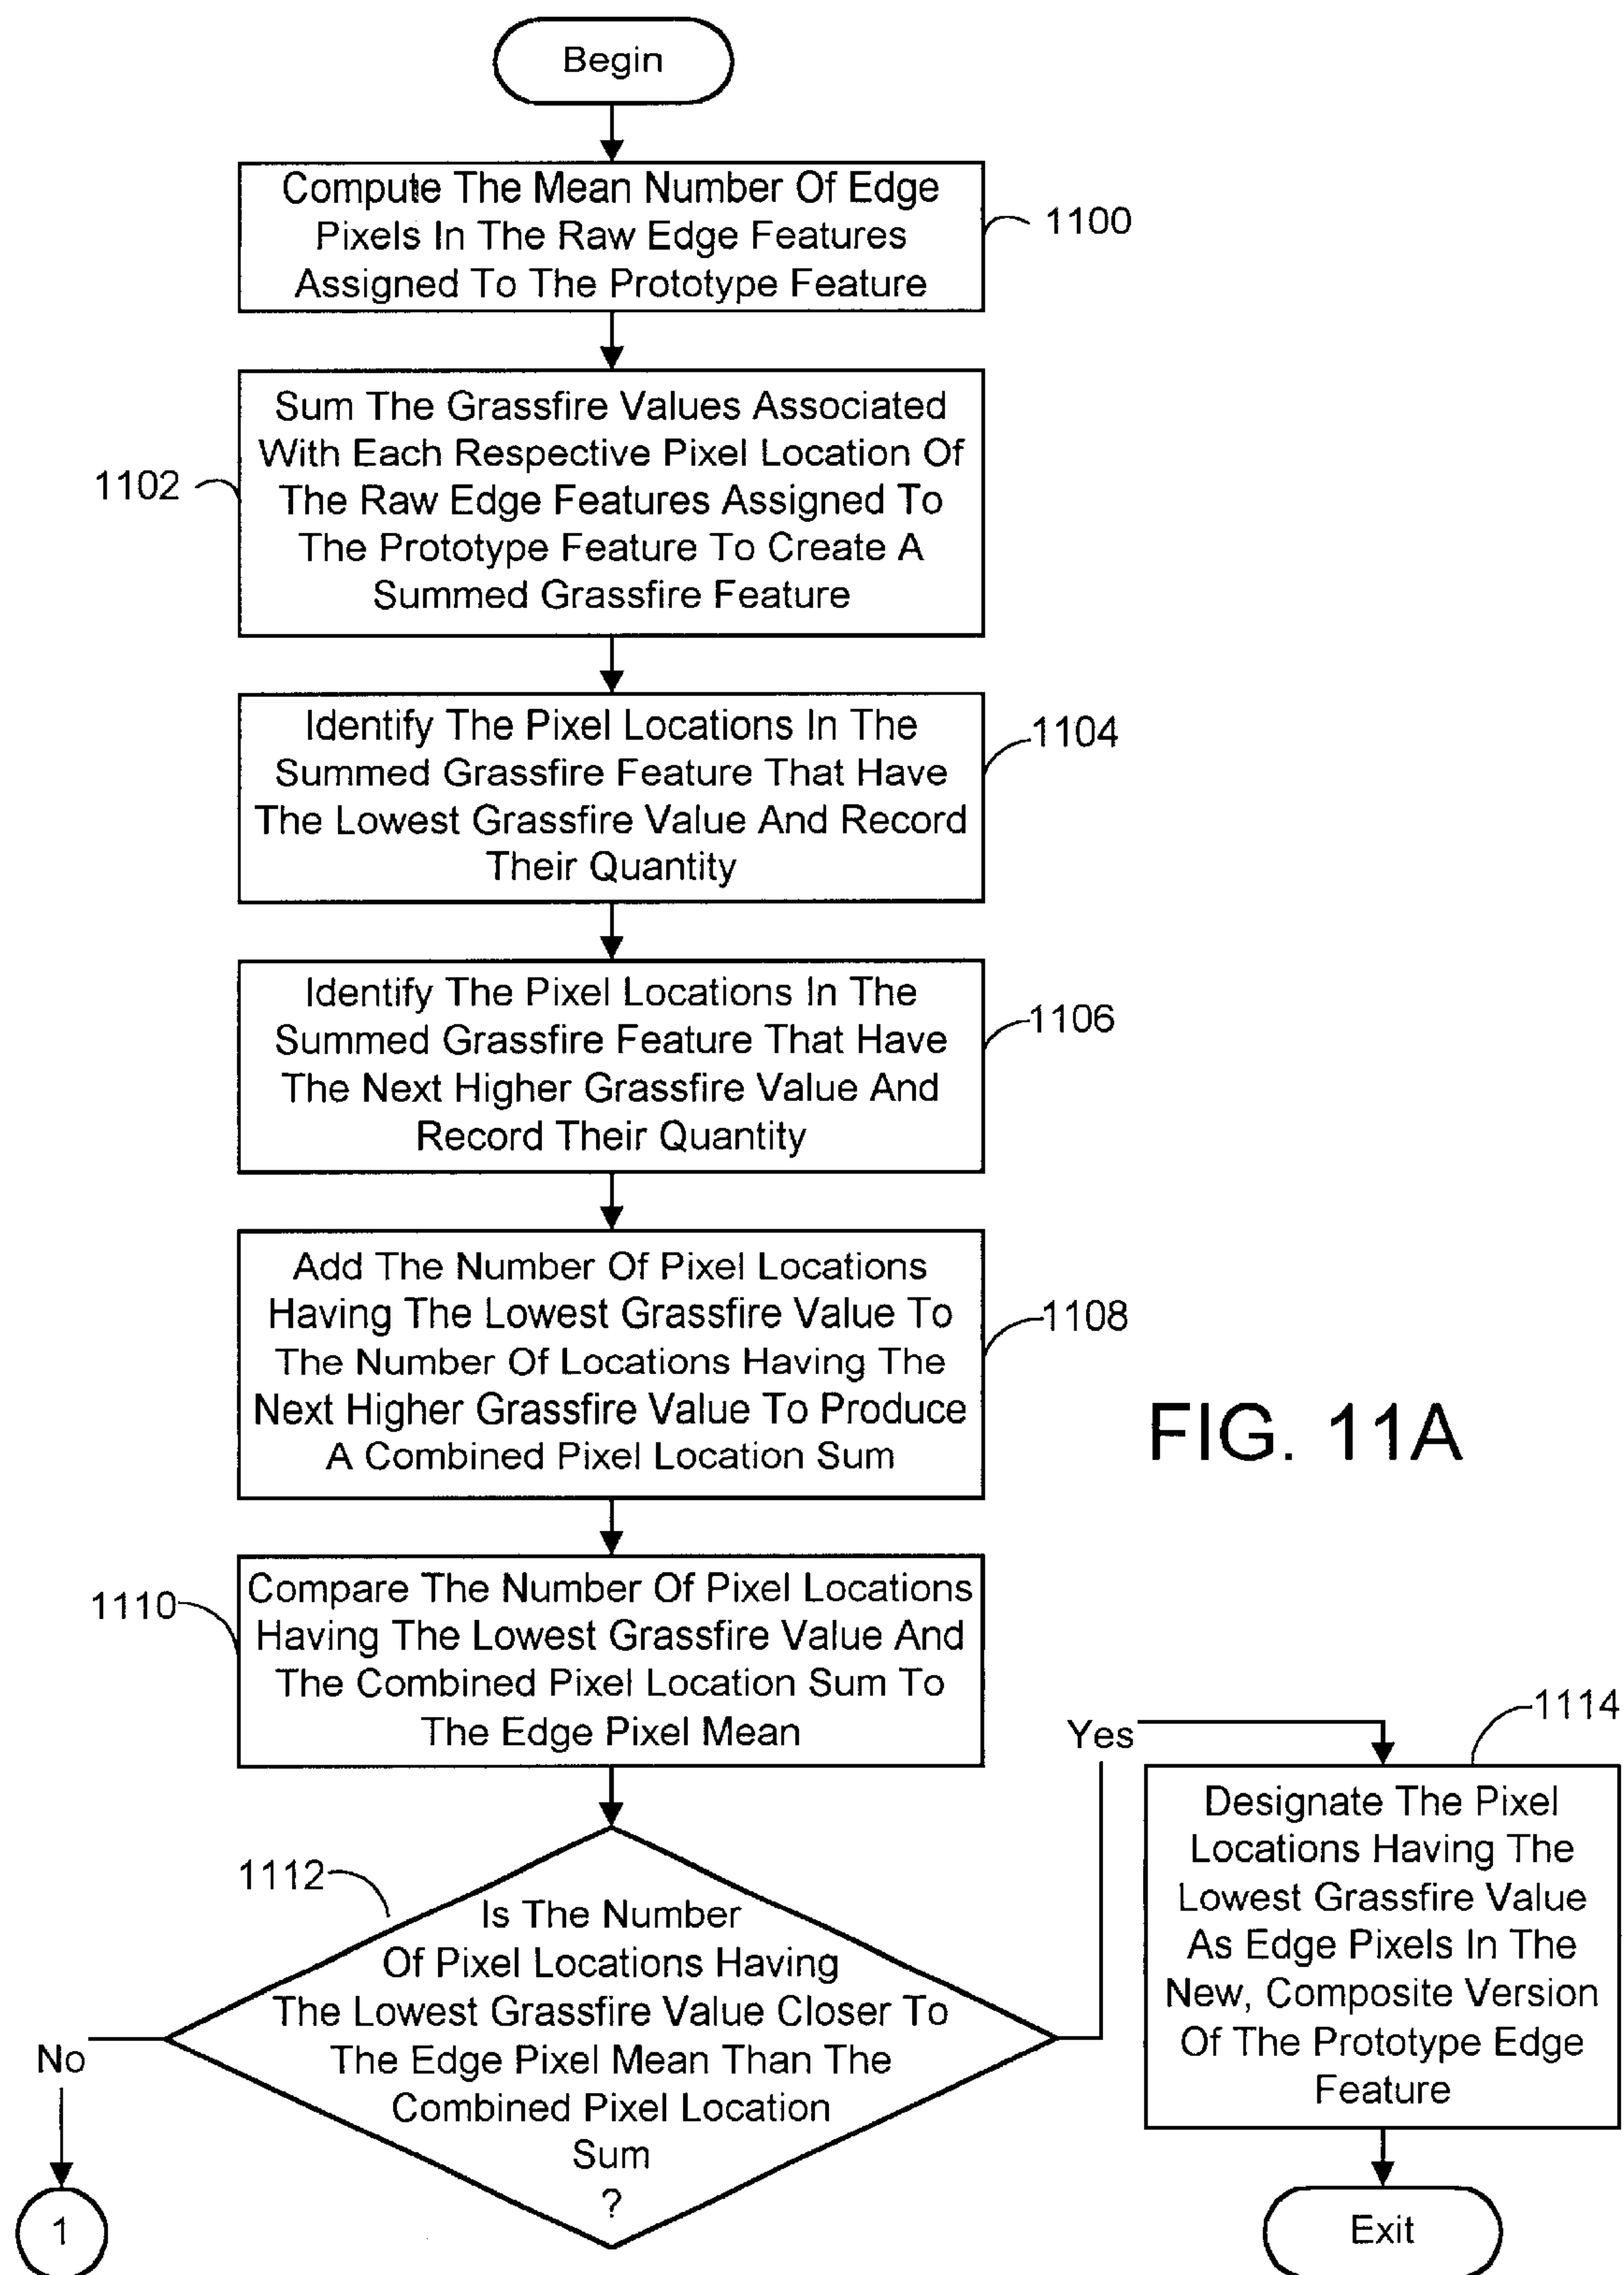 Begin
Compute The Mean Number Of Edge
Pixels In The Raw Edge Features
Assigned To The Prototype Feature
1100
Sum The Grassfire Values Associated
With Each Respective Pixel Location Of
The Raw Edge Features Assigned To
The Prototype Feature To Create A
Summed Grassfire Feature
1102
Identify The Pixel Locations In The
Summed Grassfire Feature That Have
The Lowest Grassfire Value And Record
Their Quantity
1104
Identify The Pixel Locations In The
Summed Grassfire Feature That Have
The Next Higher Grassfire Value And
Record Their Quantity
1106
Add The Number Of Pixel Locations
Having The Lowest Grassfire Value To
The Number Of Locations Having The
Next Higher Grassfire Value To Produce
A Combined Pixel Location Sum
1108
FIG. 11A
Compare The Number Of Pixel Locations
Having The Lowest Grassfire Value And
The Combined Pixel Location Sum To
The Edge Pixel Mean
1110
Is The Number
Of Pixel Locations Having
The Lowest Grassfire Value Closer To
The Edge Pixel Mean Than The
Combined Pixel Location
Sum
?
1112
Yes
1114
Designate The Pixel
Locations Having The
Lowest Grassfire Value
As Edge Pixels In The
New, Composite Version
Of The Prototype Edge
Feature
No
1
Exit